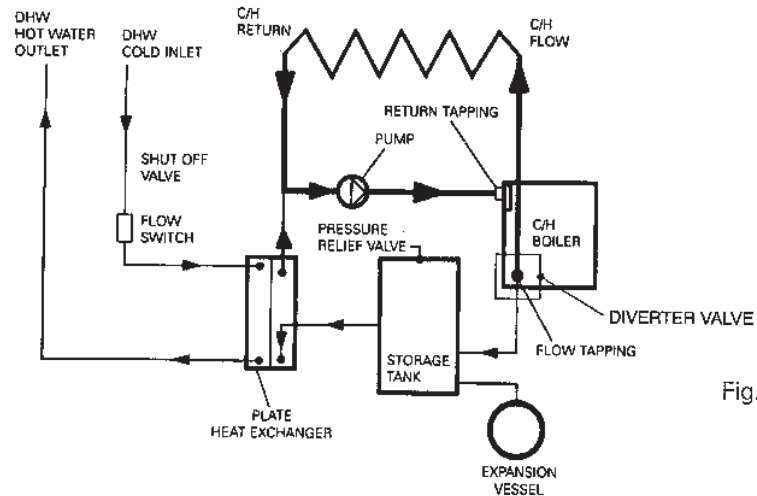 DHW
HOT WATER
OUTLET
DHW
COLD INLET
C/H
RETURN
C/H
FLOW
RETURN TAPPING
PUMP
SHUT OFF
VALVE
FLOW
SWITCH
PRESSURE
RELIEF VALVE
C/H
BOILER
DIVERTER VALVE
FLOW TAPPING
STORAGE
TANK
PLATE
HEAT EXCHANGER
EXPANSION
VESSEL
Fig.